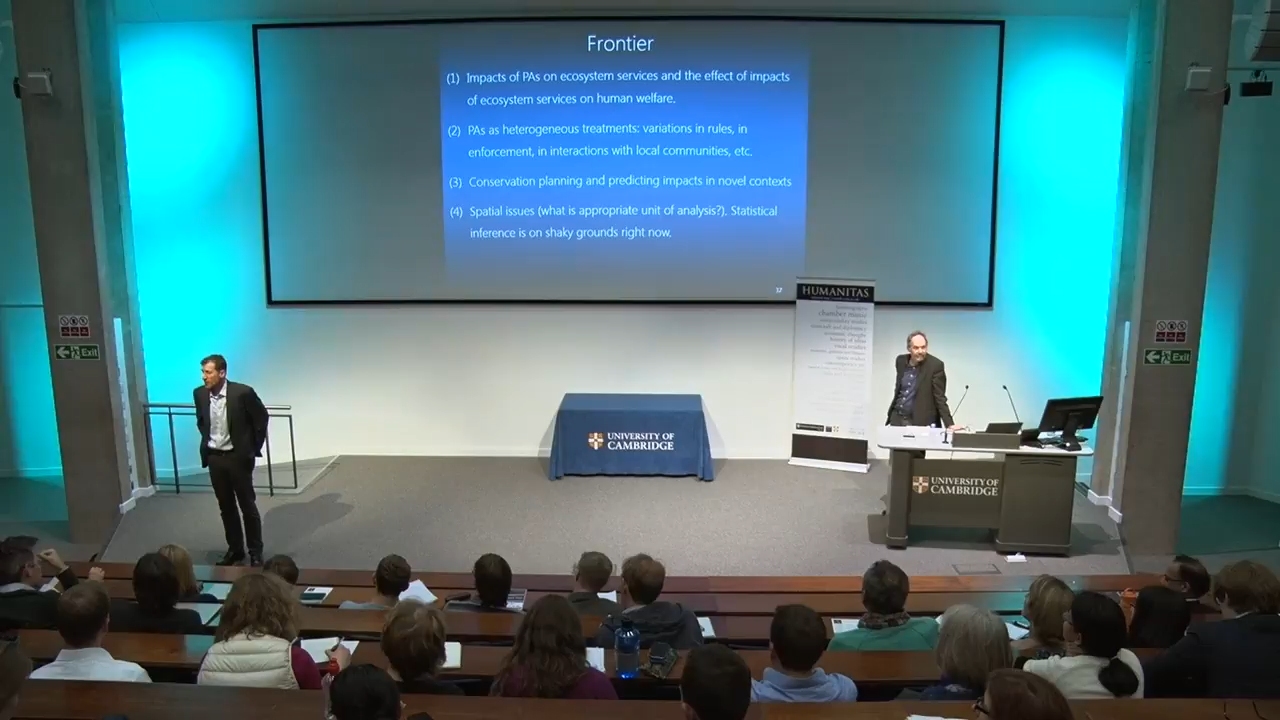 Frontier
(1) Impacts of PAs on ecosystem services and the effect of impacts
of ecosystem services on human welfare.
(2) PAs as heterogeneous treatments: variations in rules, in
enforcement, in interactions with local communities, etc.
(3) Conservation planning and predicting impacts in novel contexts
(4) Spatial issues (what is appropriate unit of analysis?). Statistical
inference is on shaky grounds right now.
37
HUMANITAS
chamber music
Exit
Exit
UNIVERSITY OF
CAMBRIDGE
UNIVERSITY OF
CAMBRIDGE